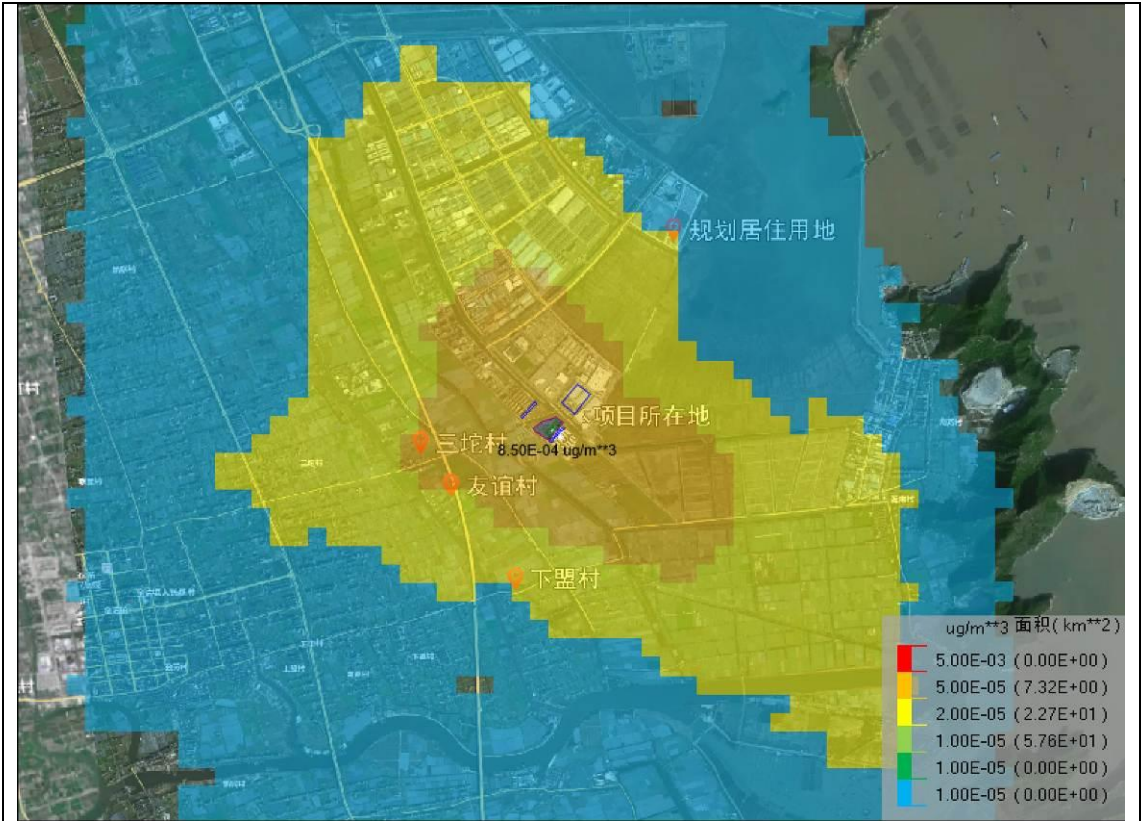 规划居住用地
项目所在地
三坨村
8.50E-04 ug/m**3
友谊村
下盟村
ug/m**3 面积(km**2)
5.00E-03 (0.00E+00)
5.00E-05 (7.32E+00)
2.00E-05 (2.27E+01)
1.00E-05 (5.76E+01)
1.00E-05 (0.00E+00)
1.00E-05 (0.00E+00)